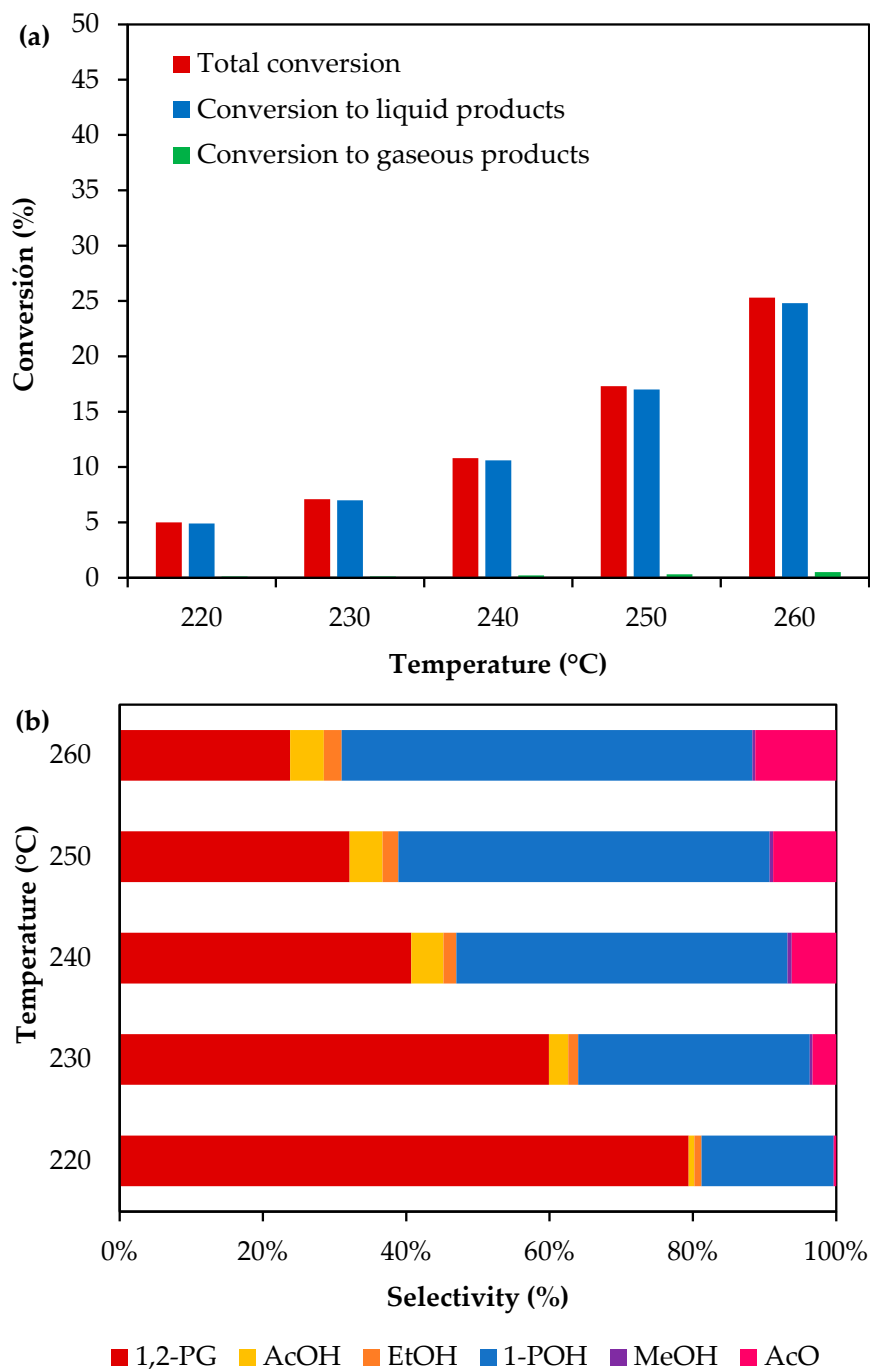 (a)
50
45
40
35
30
25
20
15
10
5
0
Conversión (%)
Total conversion
Conversion to liquid products
Conversion to gaseous products
220 230 240 250 260
Temperature (°C)
(b)
Temperature (°C)
260
250
240
230
220
0% 20% 40% 60% 80% 100%
Selectivity (%)
1,2-PG AcOH EtOH 1-POH MeOH AcO